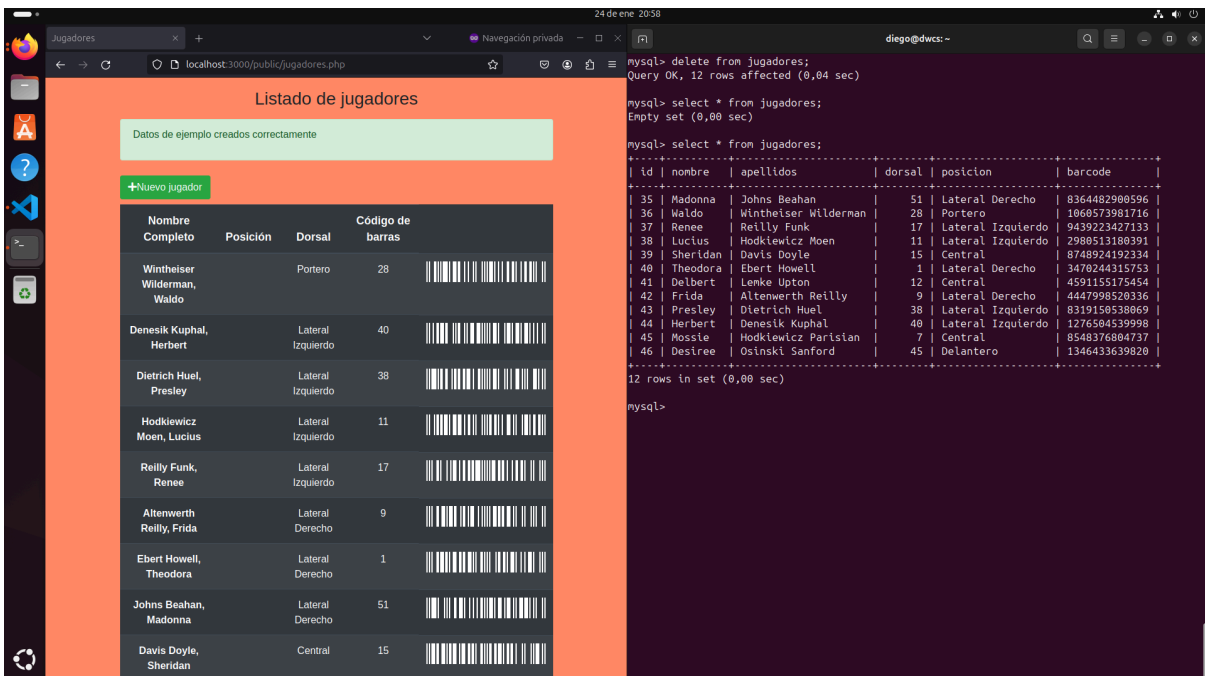 24 de ene 20:58
Jugadores
Navegación privada
localhost:3000/public/jugadores.php
Listado de jugadores
Datos de ejemplo creados correctamente
Nuevo jugador
Nombre Completo Posición Dorsal Código de barras
Wintheiser Wilderman, Waldo Portero 28
Denesik Kuphal, Herbert Lateral Izquierdo 40
Dietrich Huel, Presley Lateral Izquierdo 38
Hodkiewicz Moen, Lucius Lateral Izquierdo 11
Reilly Funk, Renee Lateral Izquierdo 17
Altenwerth Reilly, Frida Lateral Derecho 9
Ebert Howell, Theodora Lateral Derecho 1
Johns Beahan, Madonna Lateral Derecho 51
Davis Doyle, Sheridan Central 15
diego@dwcs: ~
mysql> delete from jugadores;
Query OK, 12 rows affected (0,04 sec)
mysql> select * from jugadores;
Empty set (0,00 sec)
mysql> select * from jugadores;
+----+----------+----------------------+--------+-------------------+---------------+
| id | nombre | apellidos | dorsal | posicion | barcode |
+----+----------+----------------------+--------+-------------------+---------------+
| 35 | Madonna | Johns Beahan | 51 | Lateral Derecho | 8364482900596 |
| 36 | Waldo | Wintheiser Wilderman | 28 | Portero | 1060573981716 |
| 37 | Renee | Reilly Funk | 17 | Lateral Izquierdo | 9439223427133 |
| 38 | Lucius | Hodkiewicz Moen | 11 | Lateral Izquierdo | 2980513180391 |
| 39 | Sheridan | Davis Doyle | 15 | Central | 8748924192334 |
| 40 | Theodora | Ebert Howell | 1 | Lateral Derecho | 3470244315753 |
| 41 | Delbert | Lemke Upton | 12 | Central | 4591155175454 |
| 42 | Frida | Altenwerth Reilly | 9 | Lateral Derecho | 4447998520336 |
| 43 | Presley | Dietrich Huel | 38 | Lateral Izquierdo | 8319150538069 |
| 44 | Herbert | Denesik Kuphal | 40 | Lateral Izquierdo | 1276504539998 |
| 45 | Mossie | Hodkiewicz Parisian | 7 | Central | 8548376804737 |
| 46 | Desiree | Osinski Sanford | 45 | Delantero | 1346433639820 |
+----+----------+----------------------+--------+-------------------+---------------+
12 rows in set (0,00 sec)
mysql>